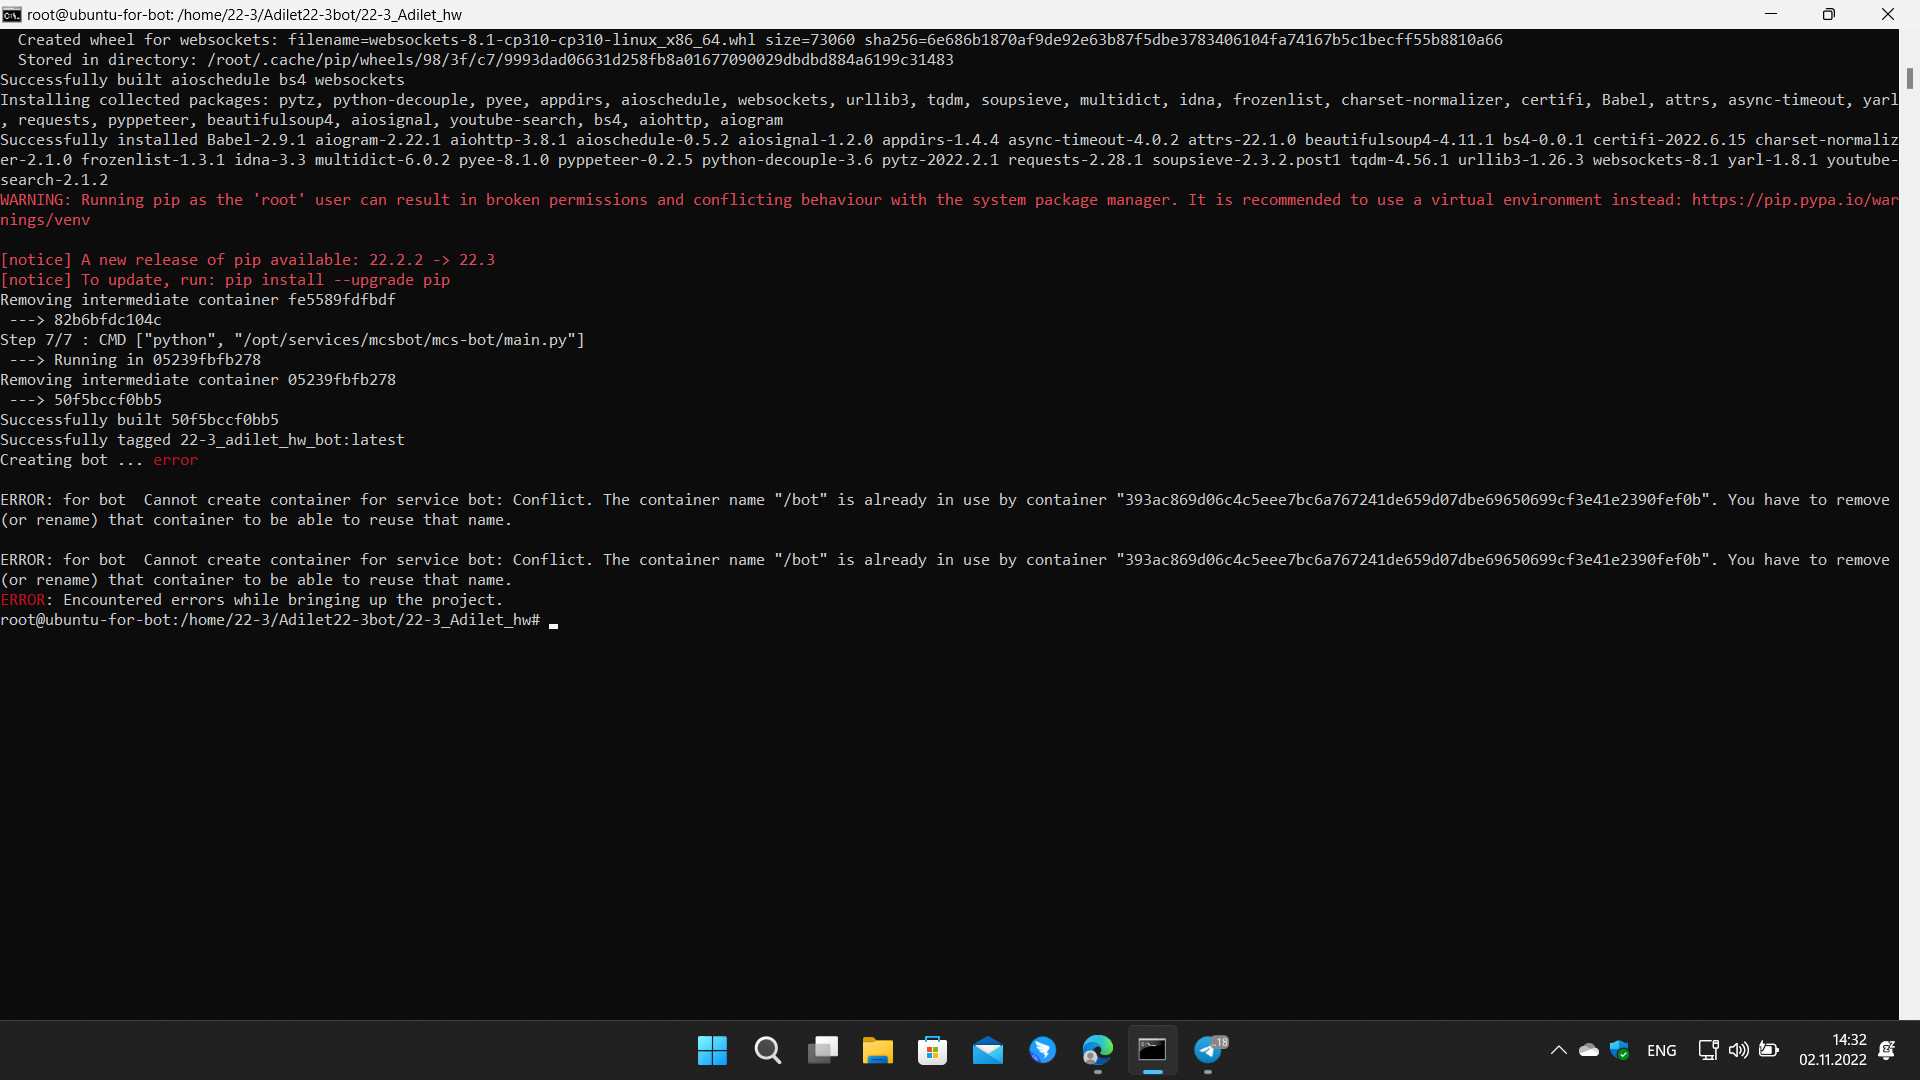 root@ubuntu-for-bot: /home/22-3/Adilet22-3bot/22-3_Adilet_hw
  Created wheel for websockets: filename=websockets-8.1-cp310-cp310-linux_x86_64.whl size=73060 sha256=6e686b1870af9de92e63b87f5dbe3783406104fa74167b5c1becff55b8810a66
  Stored in directory: /root/.cache/pip/wheels/98/3f/c7/9993dad06631d258fb8a01677090029dbdbd884a6199c31483
Successfully built aioschedule bs4 websockets
Installing collected packages: pytz, python-decouple, pyee, appdirs, aioschedule, websockets, urllib3, tqdm, soupsieve, multidict, idna, frozenlist, charset-normalizer, certifi, Babel, attrs, async-timeout, yarl
, requests, pyppeteer, beautifulsoup4, aiosignal, youtube-search, bs4, aiohttp, aiogram
Successfully installed Babel-2.9.1 aiogram-2.22.1 aiohttp-3.8.1 aioschedule-0.5.2 aiosignal-1.2.0 appdirs-1.4.4 async-timeout-4.0.2 attrs-22.1.0 beautifulsoup4-4.11.1 bs4-0.0.1 certifi-2022.6.15 charset-normaliz
er-2.1.0 frozenlist-1.3.1 idna-3.3 multidict-6.0.2 pyee-8.1.0 pyppeteer-0.2.5 python-decouple-3.6 pytz-2022.2.1 requests-2.28.1 soupsieve-2.3.2.post1 tqdm-4.56.1 urllib3-1.26.3 websockets-8.1 yarl-1.8.1 youtube-
search-2.1.2
WARNING: Running pip as the 'root' user can result in broken permissions and conflicting behaviour with the system package manager. It is recommended to use a virtual environment instead: https://pip.pypa.io/war
nings/venv
[notice] A new release of pip available: 22.2.2 -> 22.3
[notice] To update, run: pip install --upgrade pip
Removing intermediate container fe5589fdfbdf
 ---> 82b6bfdc104c
Step 7/7 : CMD ["python", "/opt/services/mcsbot/mcs-bot/main.py"]
 ---> Running in 05239fbfb278
Removing intermediate container 05239fbfb278
 ---> 50f5bccf0bb5
Successfully built 50f5bccf0bb5
Successfully tagged 22-3_adilet_hw_bot:latest
Creating bot ... error
ERROR: for bot  Cannot create container for service bot: Conflict. The container name "/bot" is already in use by container "393ac869d06c4c5eee7bc6a767241de659d07dbe69650699cf3e41e2390fef0b". You have to remove
(or rename) that container to be able to reuse that name.
ERROR: for bot  Cannot create container for service bot: Conflict. The container name "/bot" is already in use by container "393ac869d06c4c5eee7bc6a767241de659d07dbe69650699cf3e41e2390fef0b". You have to remove
(or rename) that container to be able to reuse that name.
ERROR: Encountered errors while bringing up the project.
root@ubuntu-for-bot:/home/22-3/Adilet22-3bot/22-3_Adilet_hw#
18
ENG
14:32
02.11.2022